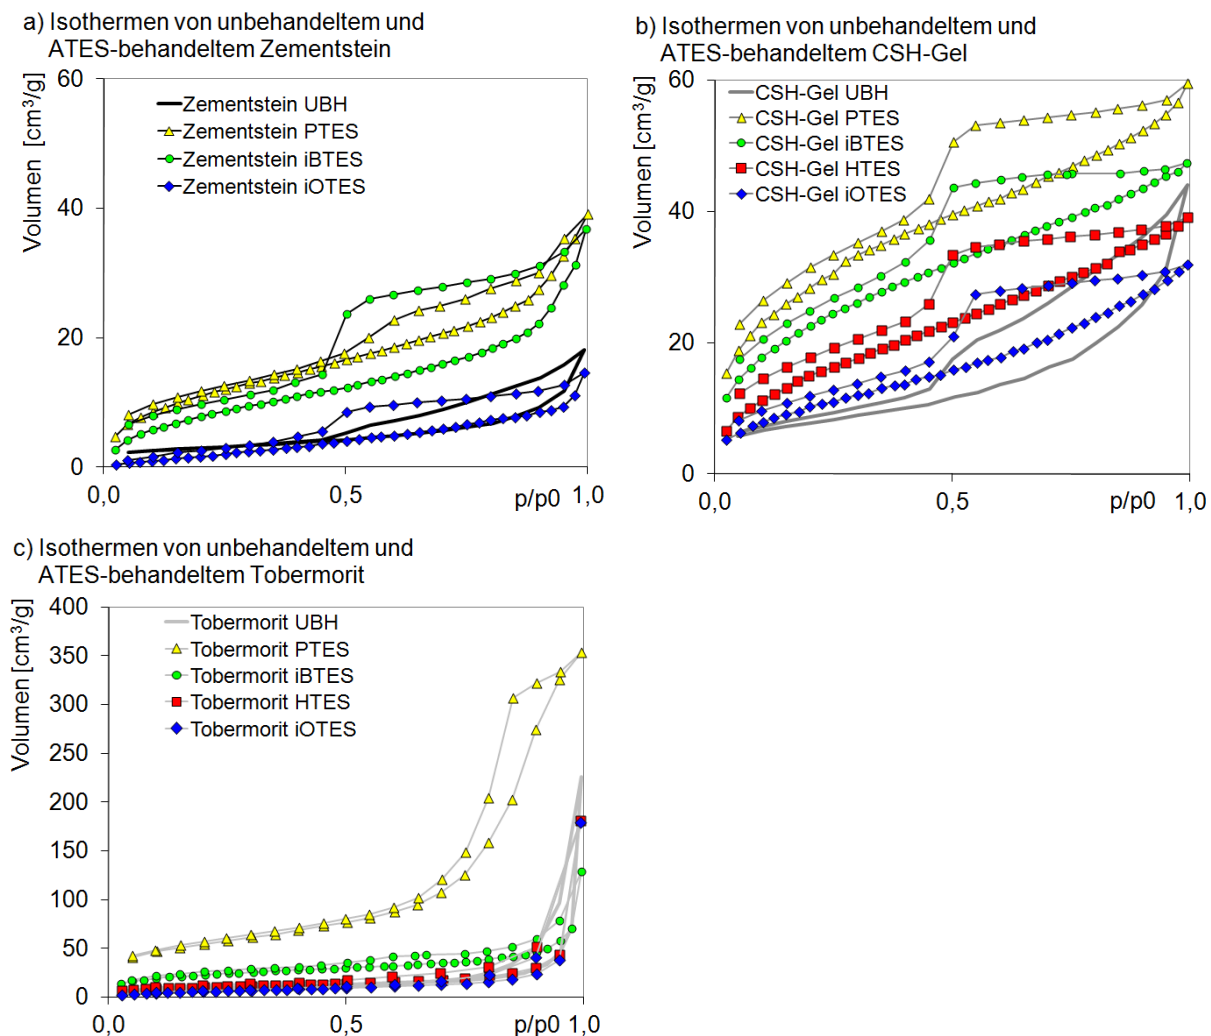 a) Isothermen von unbehandeltem und
ATES-behandeltem Zementstein
60
40
20
0
Volumen [cm³/g]
Zementstein UBH
Zementstein PTES
Zementstein iBTES
Zementstein iOTES
0,0
0,5
p/p0
1,0
b) Isothermen von unbehandeltem und
ATES-behandeltem CSH-Gel
60
40
20
0
Volumen [cm³/g]
CSH-Gel UBH
CSH-Gel PTES
CSH-Gel iBTES
CSH-Gel HTES
CSH-Gel iOTES
0,0
0,5
p/p0
1,0
c) Isothermen von unbehandeltem und
ATES-behandeltem Tobermorit
400
350
300
250
200
150
100
50
0
Volumen [cm³/g]
Tobermorit UBH
Tobermorit PTES
Tobermorit iBTES
Tobermorit HTES
Tobermorit iOTES
0,0
0,5
p/p0
1,0